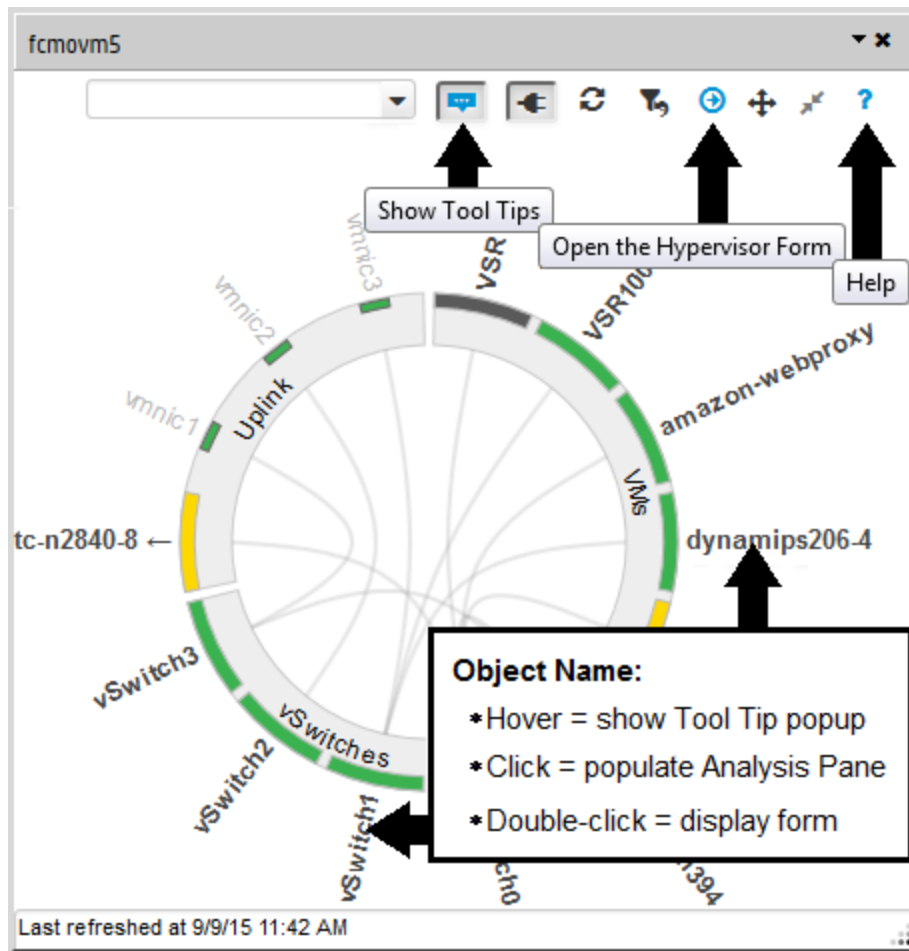 fcmovm5
?
Show Tool Tips
Open the Hypervisor Form
Help
vmnic3
VSR
VSR100
vmnic2
amazon-webproxy
vmnic1
Uplink
VMs
tc-n2840-8 ←
dynamips206-4
vSwitch3
vSwitches
vSwitch2
vSwitch1
ch0
394
Object Name:
*Hover = show Tool Tip popup
*Click = populate Analysis Pane
*Double-click = display form
Last refreshed at 9/9/15 11:42 AM